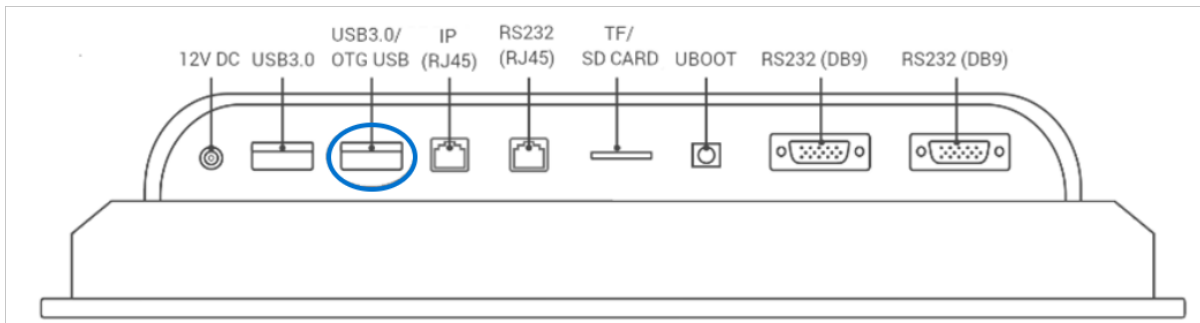 12V DC
USB3.0
USB3.0/
OTG USB
IP
(RJ45)
RS232
(RJ45)
TF/
SD CARD
UBOOT
RS232 (DB9)
RS232 (DB9)